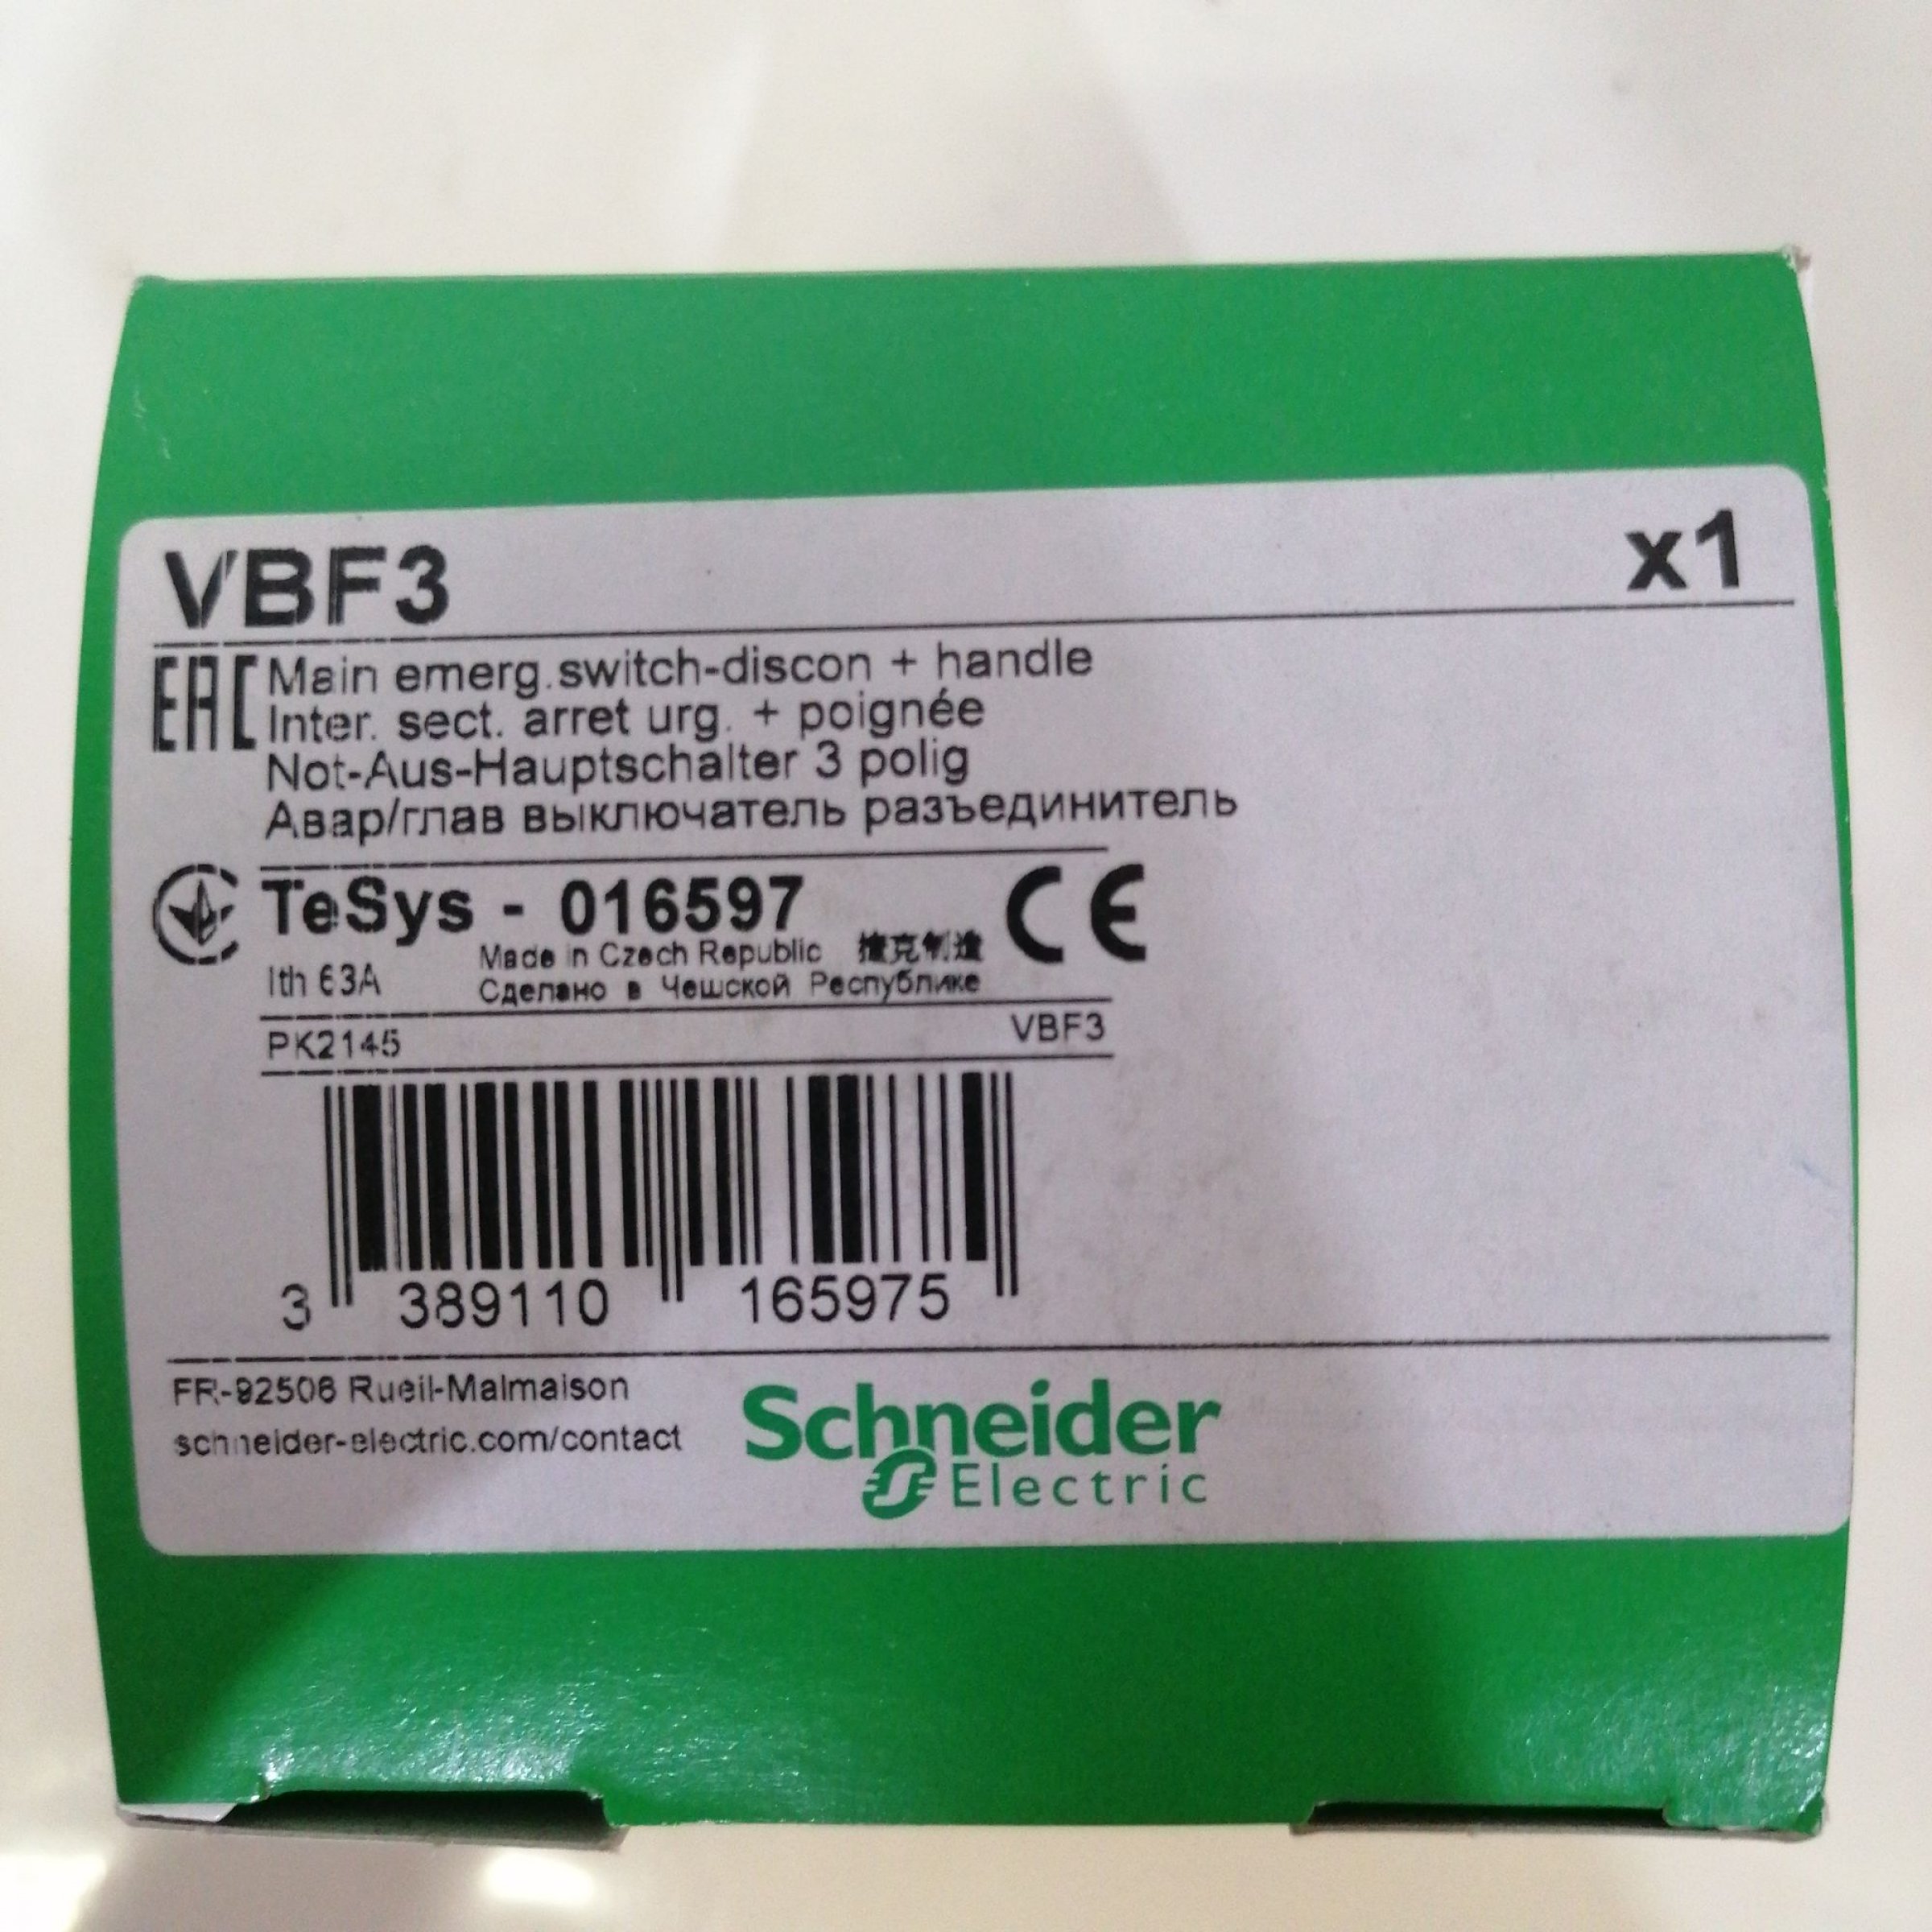 VBF3 x1
EAC Main emerg.switch-discon + handle
Inter. sect. arret urg. + poignée
Not-Aus-Hauptschalter 3 polig
Авар/глав выключатель разъединитель
TeSys - 016597 CE
Made in Czech Republic 捷克制造
Ith 63A Сделано в Чешской Республике
PK2145 VBF3
3 389110 165975
FR-92506 Rueil-Malmaison
schneider-electric.com/contact
Schneider
Electric